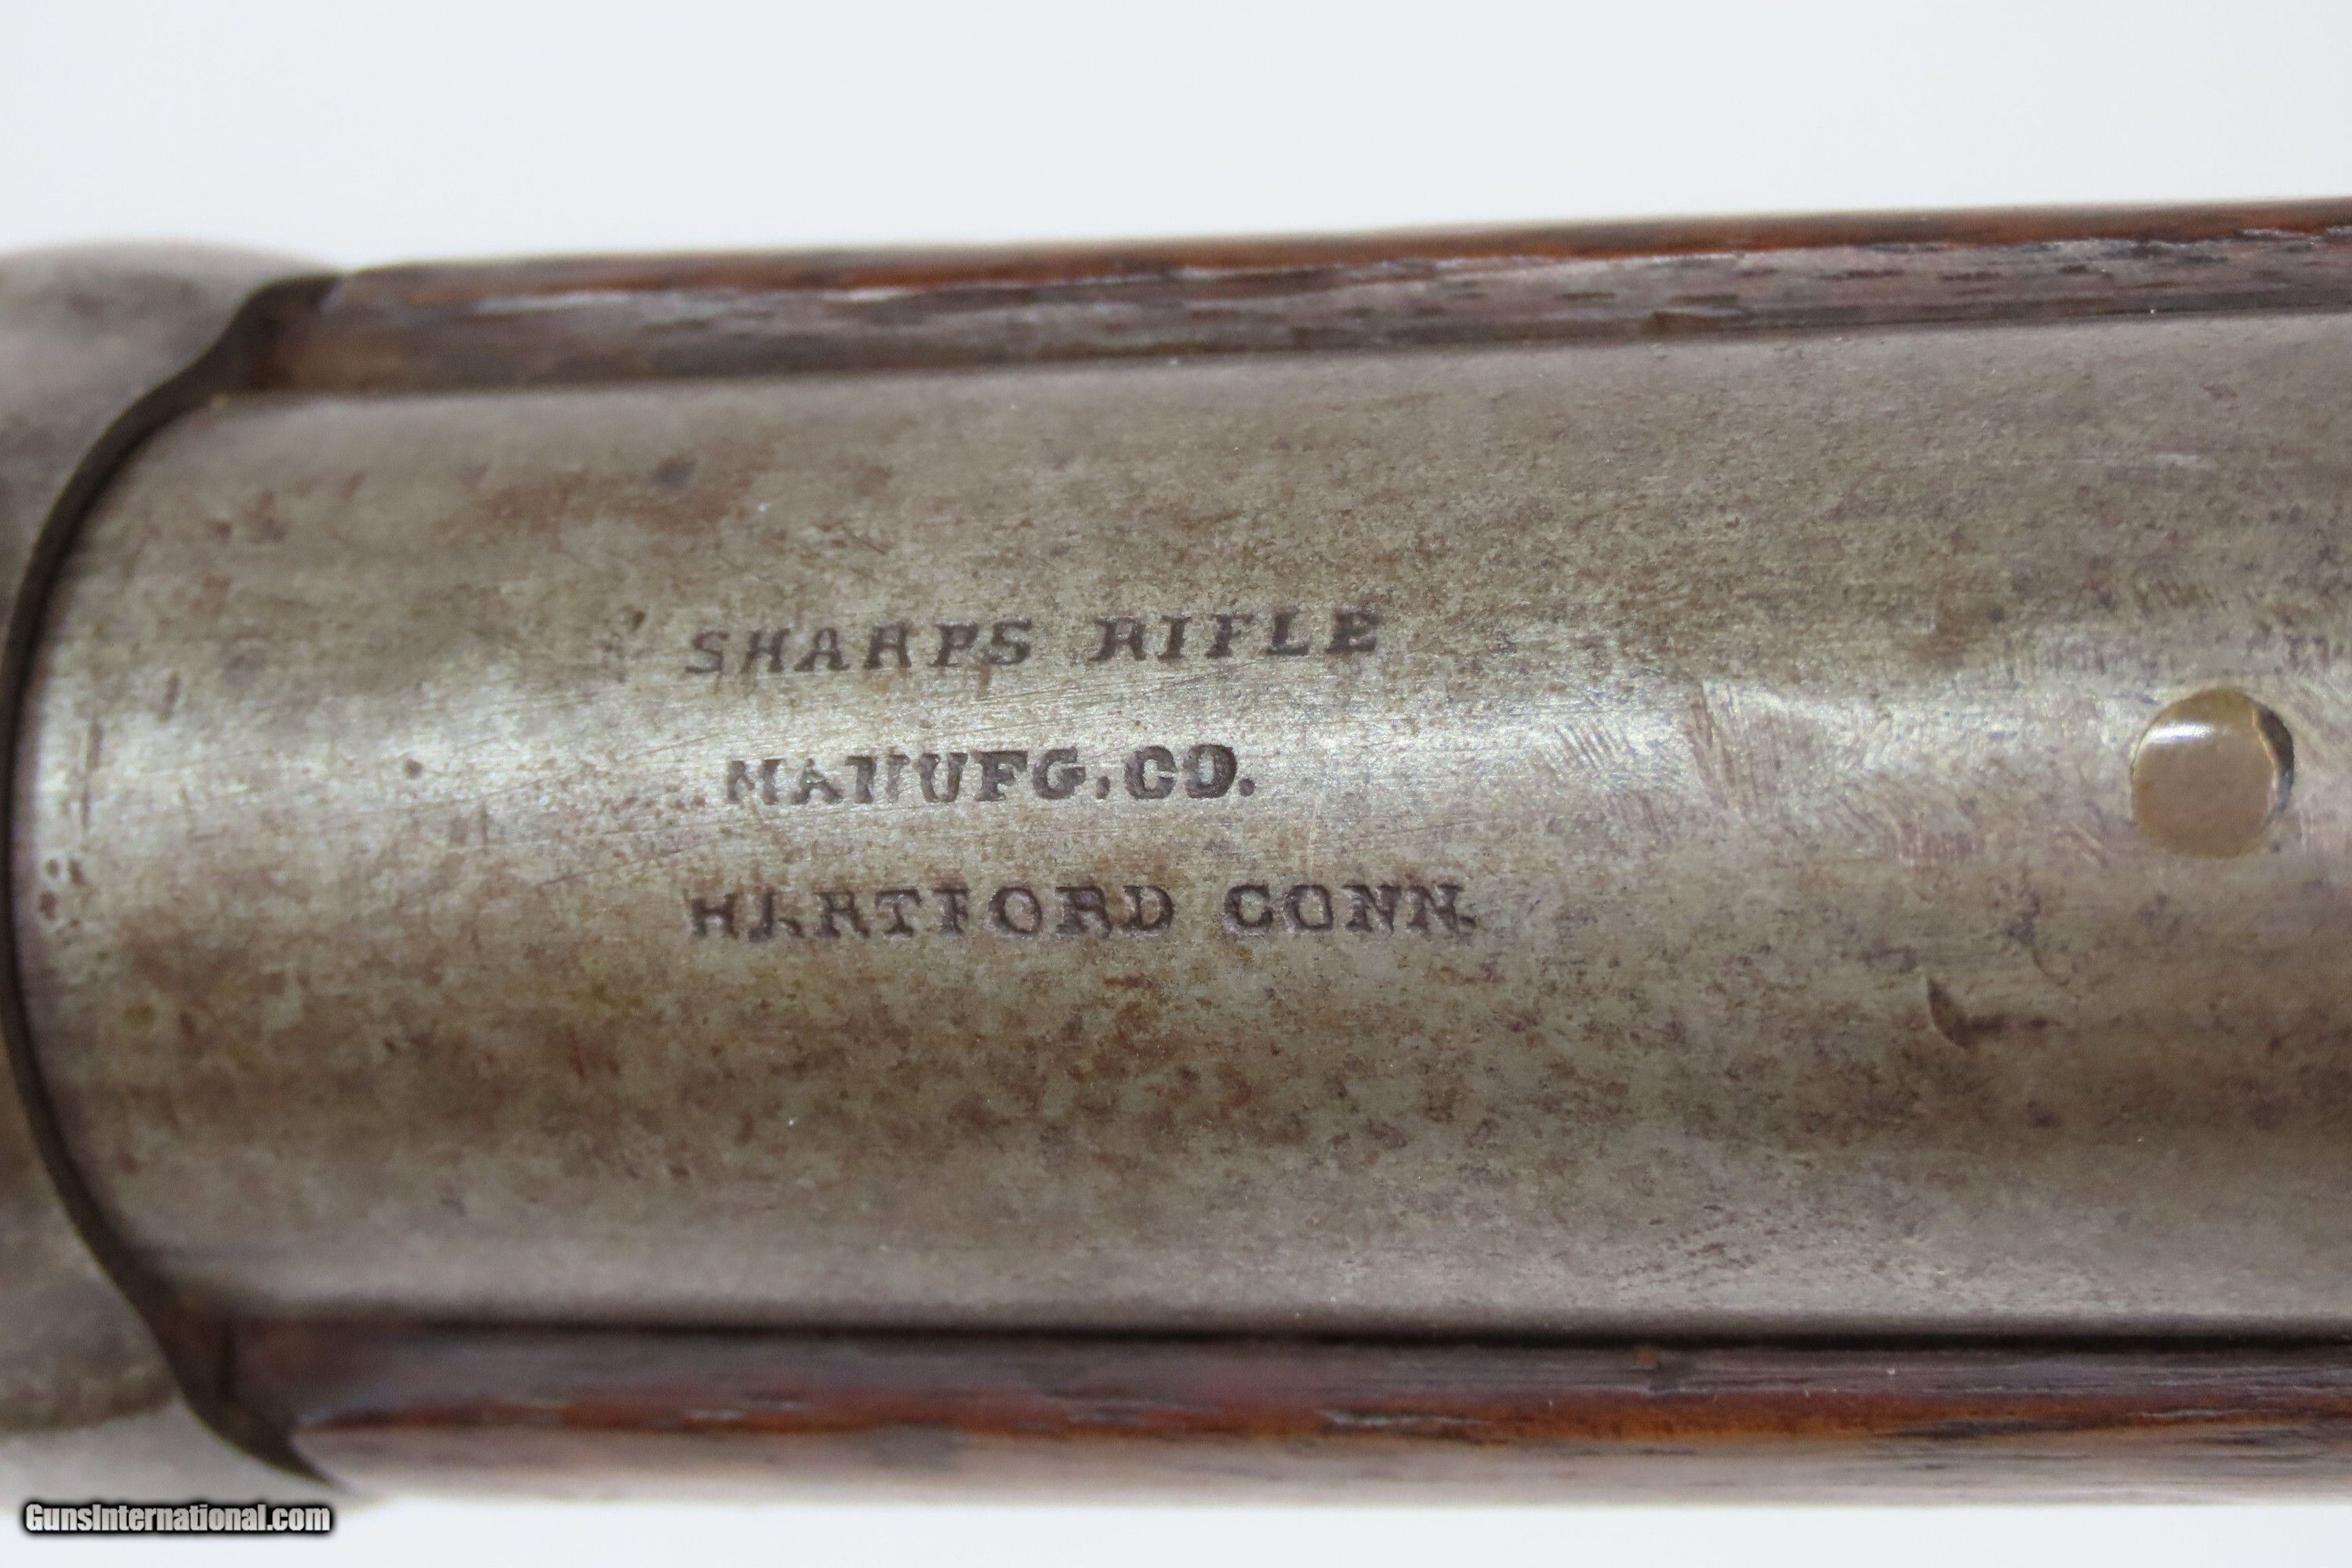 SHARPS RIFLE
MANUFG. CO.
HARTFORD CONN.
GunsInternational.com